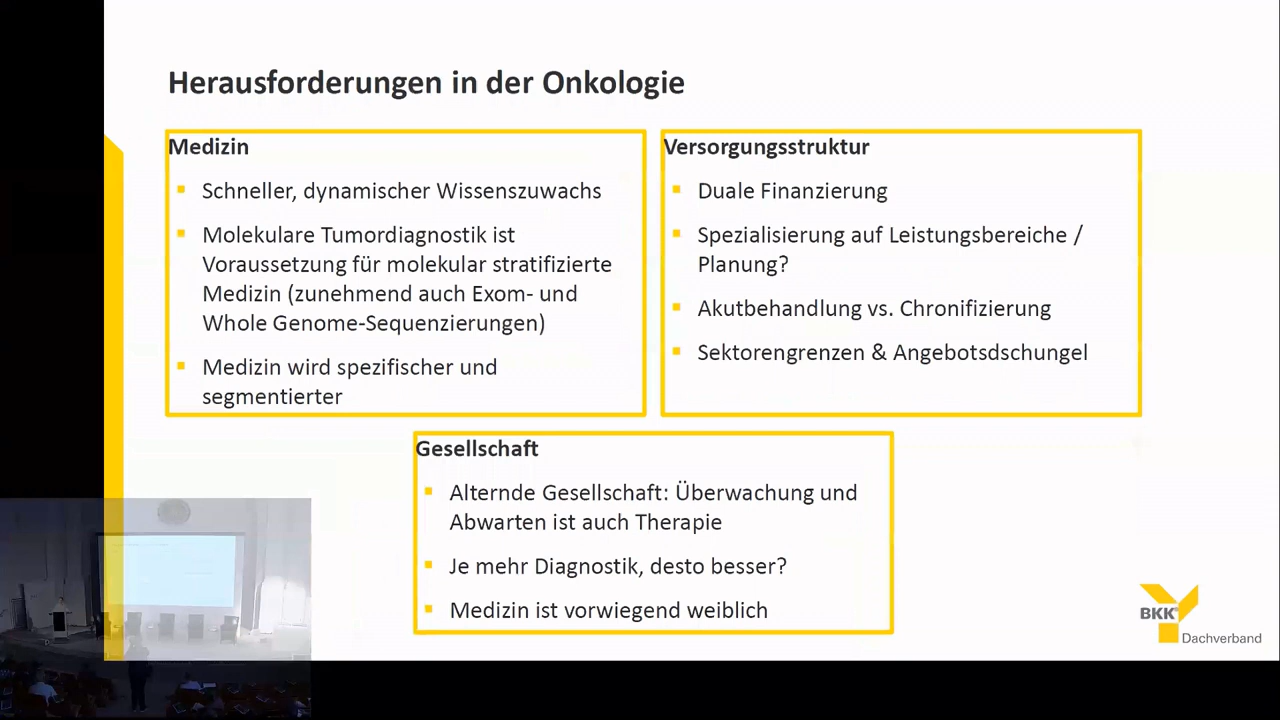 Herausforderungen in der Onkologie
Medizin
Schneller, dynamischer Wissenszuwachs
Molekulare Tumordiagnostik ist
Voraussetzung für molekular stratifizierte
Medizin (zunehmend auch Exom- und
Whole Genome-Sequenzierungen)
Medizin wird spezifischer und
segmentierter
Versorgungsstruktur
Duale Finanzierung
Spezialisierung auf Leistungsbereiche /
Planung?
Akutbehandlung vs. Chronifizierung
Sektorengrenzen & Angebotsdschungel
Gesellschaft
Alternde Gesellschaft: Überwachung und
Abwarten ist auch Therapie
Je mehr Diagnostik, desto besser?
Medizin ist vorwiegend weiblich
BKK
Dachverband